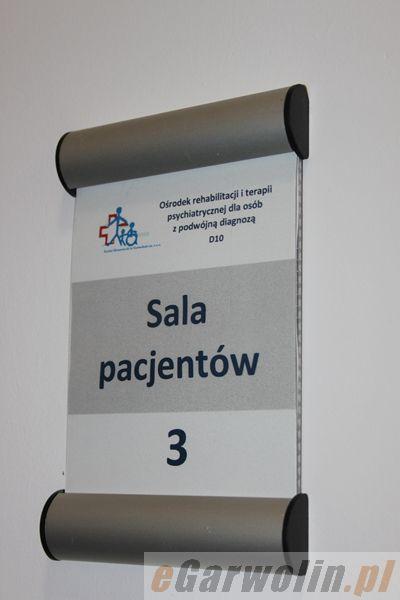 Ośrodek rehabilitacji i terapii
psychiatrycznej dla osób
z podwójną diagnozą
D10
Sala
pacjentów
3
eGarwolin.pl